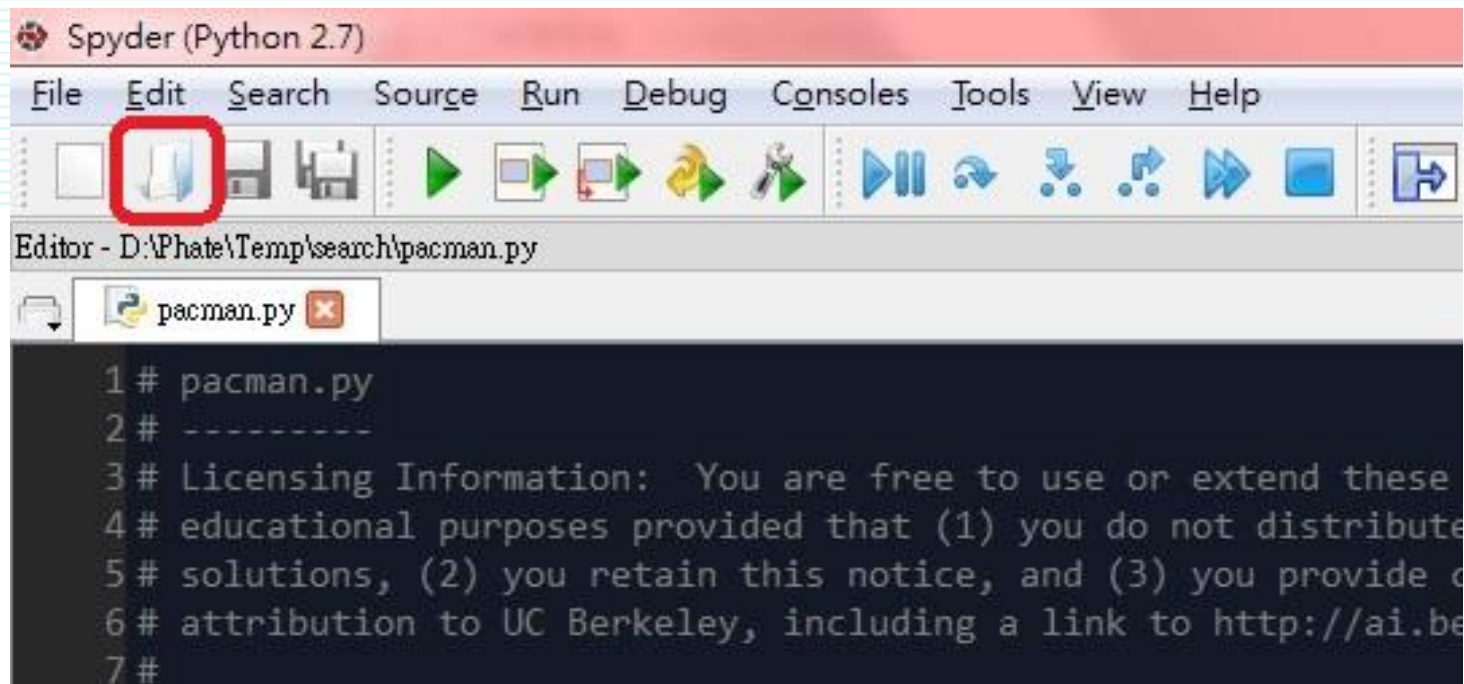 Spyder (Python 2.7)
File Edit Search Source Run Debug Consoles Tools View Help
Editor - D:\Phate\Temp\search\pacman.py
pacman.py
1 # pacman.py
2 # ---------
3 # Licensing Information:  You are free to use or extend these
4 # educational purposes provided that (1) you do not distribute
5 # solutions, (2) you retain this notice, and (3) you provide
6 # attribution to UC Berkeley, including a link to http://ai.be
7 #